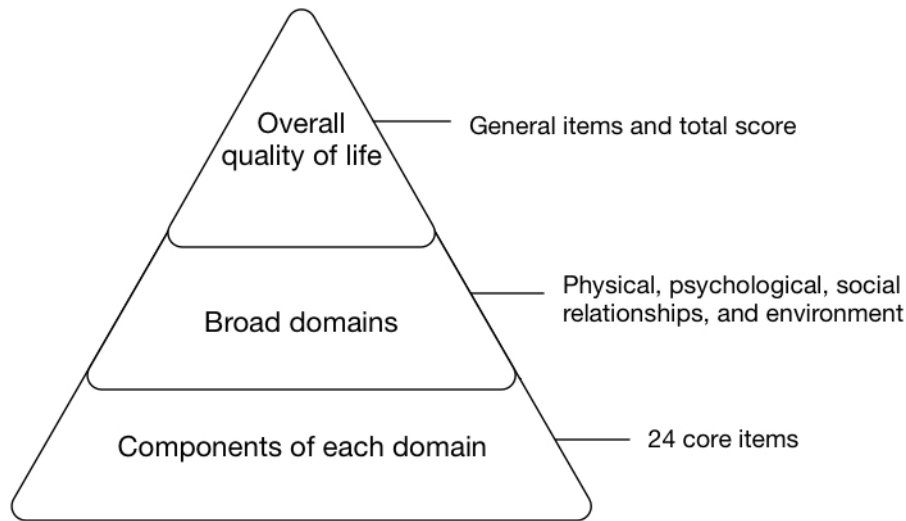 Overall
quality of life
General items and total score
Broad domains
Physical, psychological, social
relationships, and environment
Components of each domain
24 core items